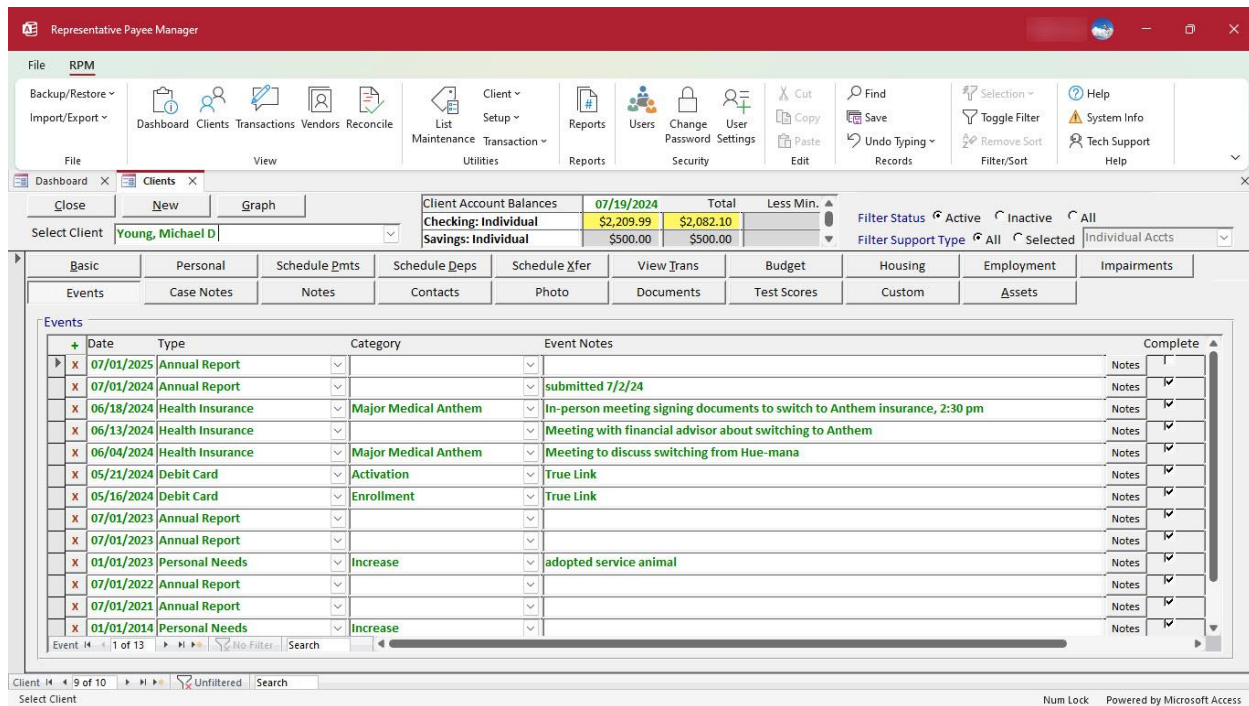 Representative Payee Manager
File RPM
Backup/Restore
Import/Export
Dashboard Clients Transactions Vendors Reconcile
List Maintenance
Client
Setup
Transaction
Reports
Users Change Password User Settings
Cut
Copy
Paste
Find
Save
Undo Typing
Selection
Toggle Filter
Remove Sort
Help
System Info
Tech Support
File View Utilities Reports Security Edit Records Filter/Sort Help
Dashboard X Clients X
Close New Graph
Select Client Young, Michael D
Client Account Balances 07/19/2024 Total Less Min.
Checking: Individual $2,209.99 $2,082.10
Savings: Individual $500.00 $500.00
Filter Status Active Inactive All
Filter Support Type All Selected Individual Accts
Basic Personal Schedule Pmts Schedule Deps Schedule Xfer View Trans Budget Housing Employment Impairments
Events Case Notes Notes Contacts Photo Documents Test Scores Custom Assets
Events
+ Date Type Category Event Notes Complete
x 07/01/2025 Annual Report Notes
x 07/01/2024 Annual Report submitted 7/2/24 Notes
x 06/18/2024 Health Insurance Major Medical Anthem In-person meeting signing documents to switch to Anthem insurance, 2:30 pm Notes
x 06/13/2024 Health Insurance Meeting with financial advisor about switching to Anthem Notes
x 06/04/2024 Health Insurance Major Medical Anthem Meeting to discuss switching from Hue-mana Notes
x 05/21/2024 Debit Card Activation True Link Notes
x 05/16/2024 Debit Card Enrollment True Link Notes
x 07/01/2023 Annual Report Notes
x 07/01/2023 Annual Report Notes
x 01/01/2023 Personal Needs Increase adopted service animal Notes
x 07/01/2022 Annual Report Notes
x 07/01/2021 Annual Report Notes
x 01/01/2014 Personal Needs Increase Notes
Event 1 of 13 No Filter Search
Client 9 of 10 Unfiltered Search
Select Client Num Lock Powered by Microsoft Access